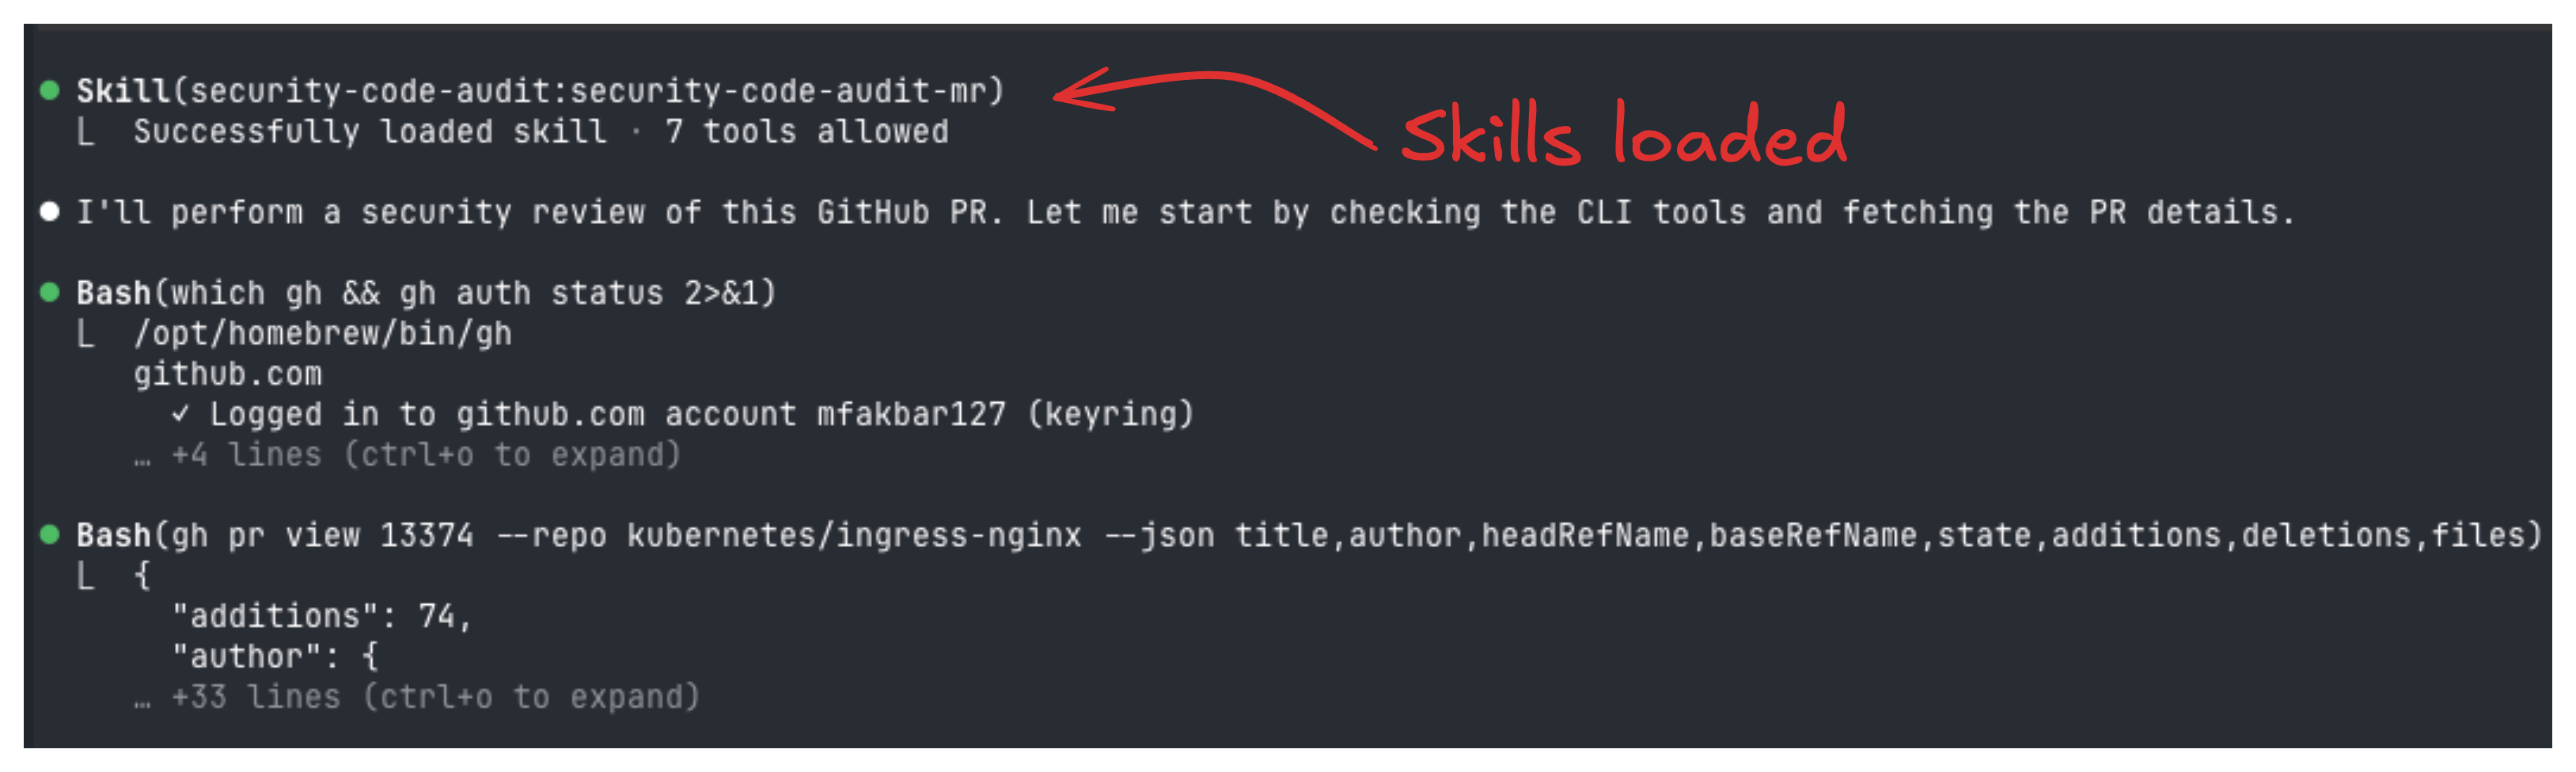 ● Skill(security-code-audit:security-code-audit-mr)
⎿  Successfully loaded skill · 7 tools allowed
Skills loaded
● I'll perform a security review of this GitHub PR. Let me start by checking the CLI tools and fetching the PR details.
● Bash(which gh && gh auth status 2>&1)
⎿  /opt/homebrew/bin/gh
github.com
✓ Logged in to github.com account mfakbar127 (keyring)
… +4 lines (ctrl+o to expand)
● Bash(gh pr view 13374 --repo kubernetes/ingress-nginx --json title,author,headRefName,baseRefName,state,additions,deletions,files)
⎿  {
"additions": 74,
"author": {
… +33 lines (ctrl+o to expand)